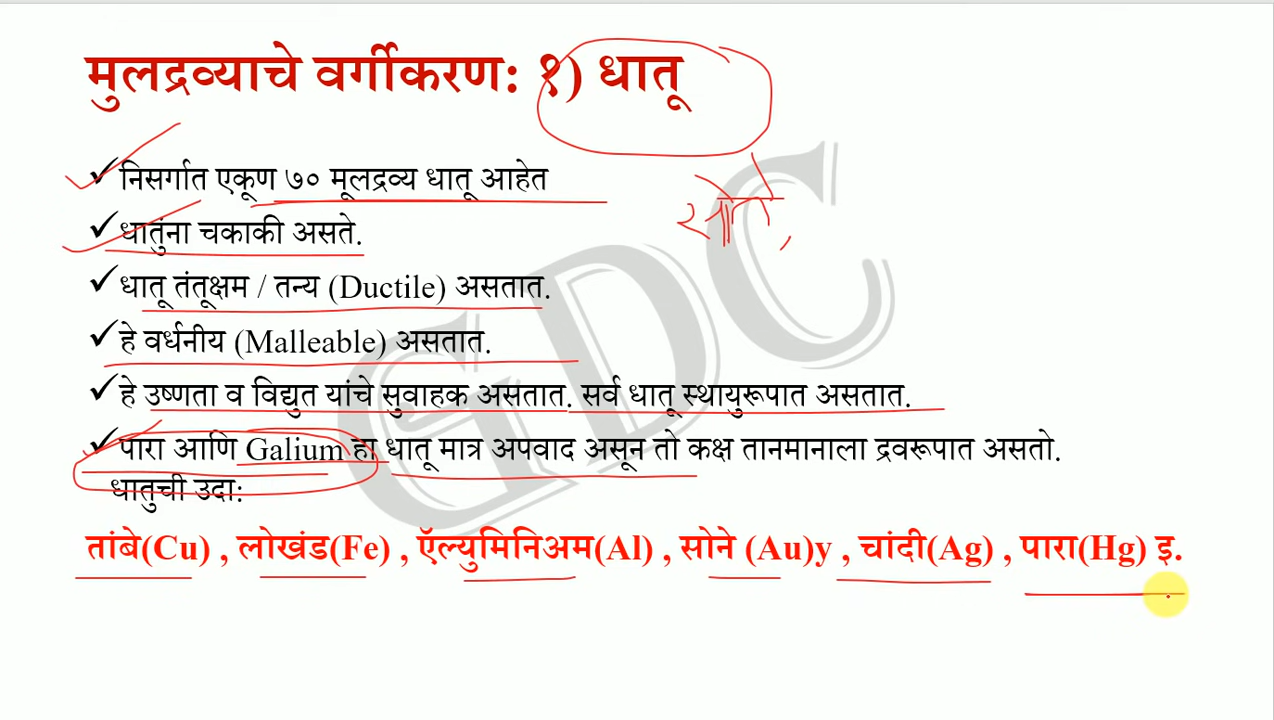 मुलद्रव्याचे वर्गीकरण: १) धातू
निसर्गात एकूण ७० मूलद्रव्य धातू आहेत
धातुंना चकाकी असते.
धातू तंतूक्षम / तन्य (Ductile) असतात.
हे वर्धनीय (Malleable) असतात.
हे उष्णता व विद्युत यांचे सुवाहक असतात. सर्व धातू स्थायुरूपात असतात.
पारा आणि Galium हा धातू मात्र अपवाद असून तो कक्ष तानमानाला द्रवरूपात असतो.
धातुची उदा:
तांबे(Cu) , लोखंड(Fe) , ऍल्युमिनिअम(Al) , सोने (Au)y , चांदी(Ag) , पारा(Hg) इ.
GDC